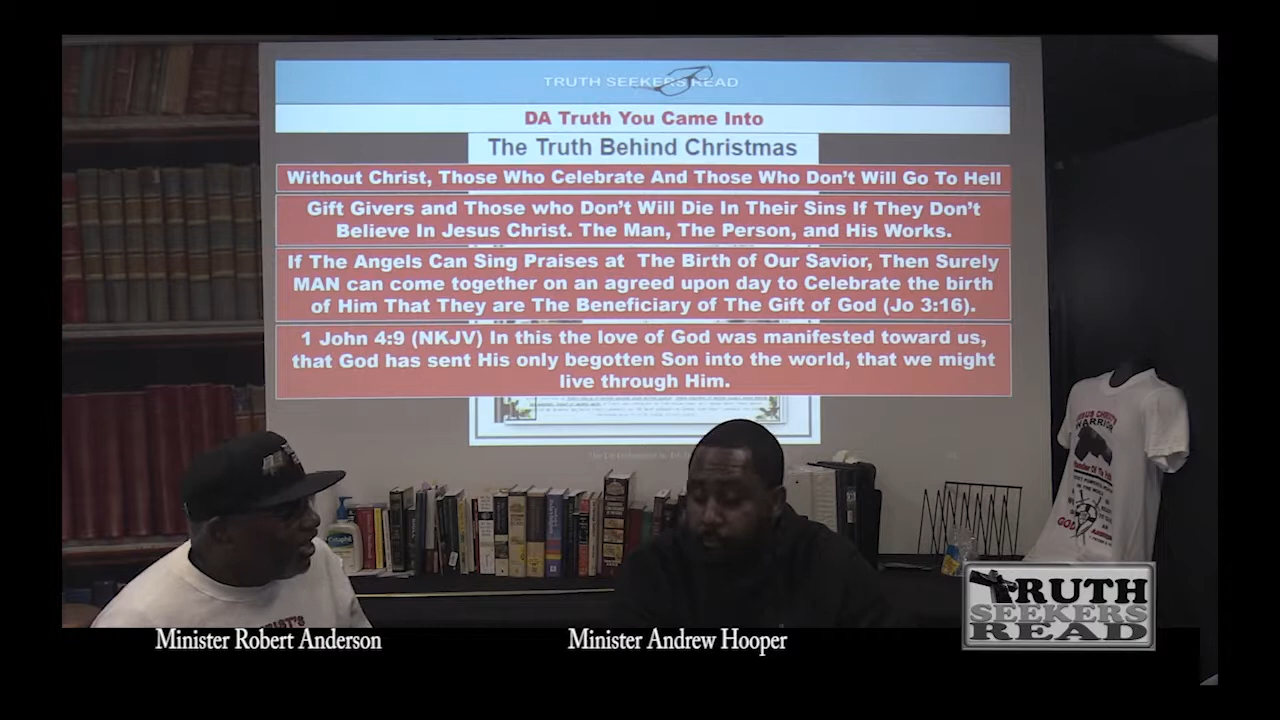 TRUTH SEEKERS READ
DA Truth You Came Into
The Truth Behind Christmas
Without Christ, Those Who Celebrate And Those Who Don't Will Go To Hell
Gift Givers and Those who Don't Will Die In Their Sins If They Don't
Believe In Jesus Christ. The Man, The Person, and His Works.
If The Angels Can Sing Praises at The Birth of Our Savior, Then Surely
MAN can come together on an agreed upon day to Celebrate the birth
of Him That They are The Beneficiary of The Gift of God (Jo 3:16).
1 John 4:9 (NKJV) In this the love of God was manifested toward us,
that God has sent His only begotten Son into the world, that we might
live through Him.
Cetaphil
JESUS CHRIST'S
WARRIOR
GOD
TRUTH
SEEKERS
READ
Minister Robert Anderson
Minister Andrew Hooper